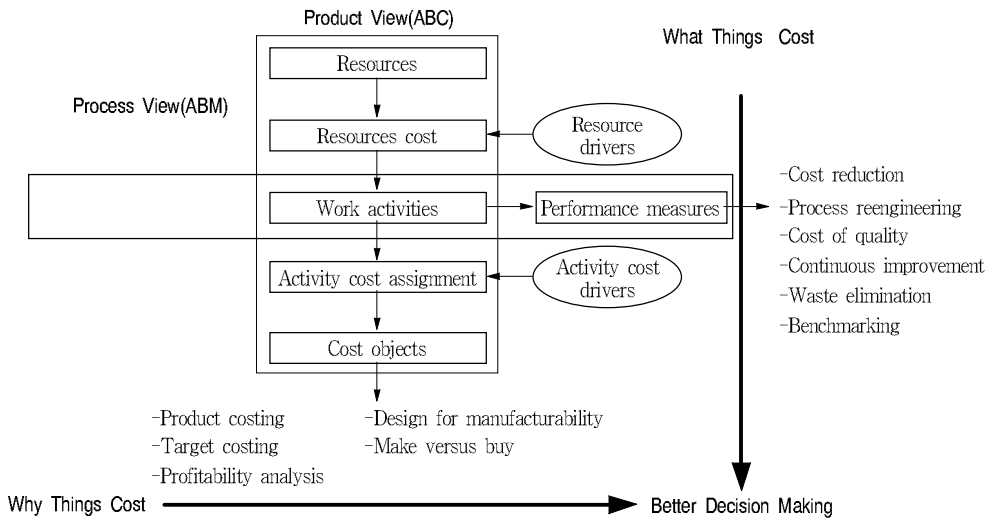 Product View(ABC)
What Things Cost
Resources
Process View(ABM)
Resources cost
Resource
drivers
Work activities
Performance measures
-Cost reduction
-Process reengineering
-Cost of quality
-Continuous improvement
-Waste elimination
-Benchmarking
Activity cost assignment
Activity cost
drivers
Cost objects
-Product costing
-Target costing
-Profitability analysis
-Design for manufacturability
-Make versus buy
Why Things Cost
Better Decision Making